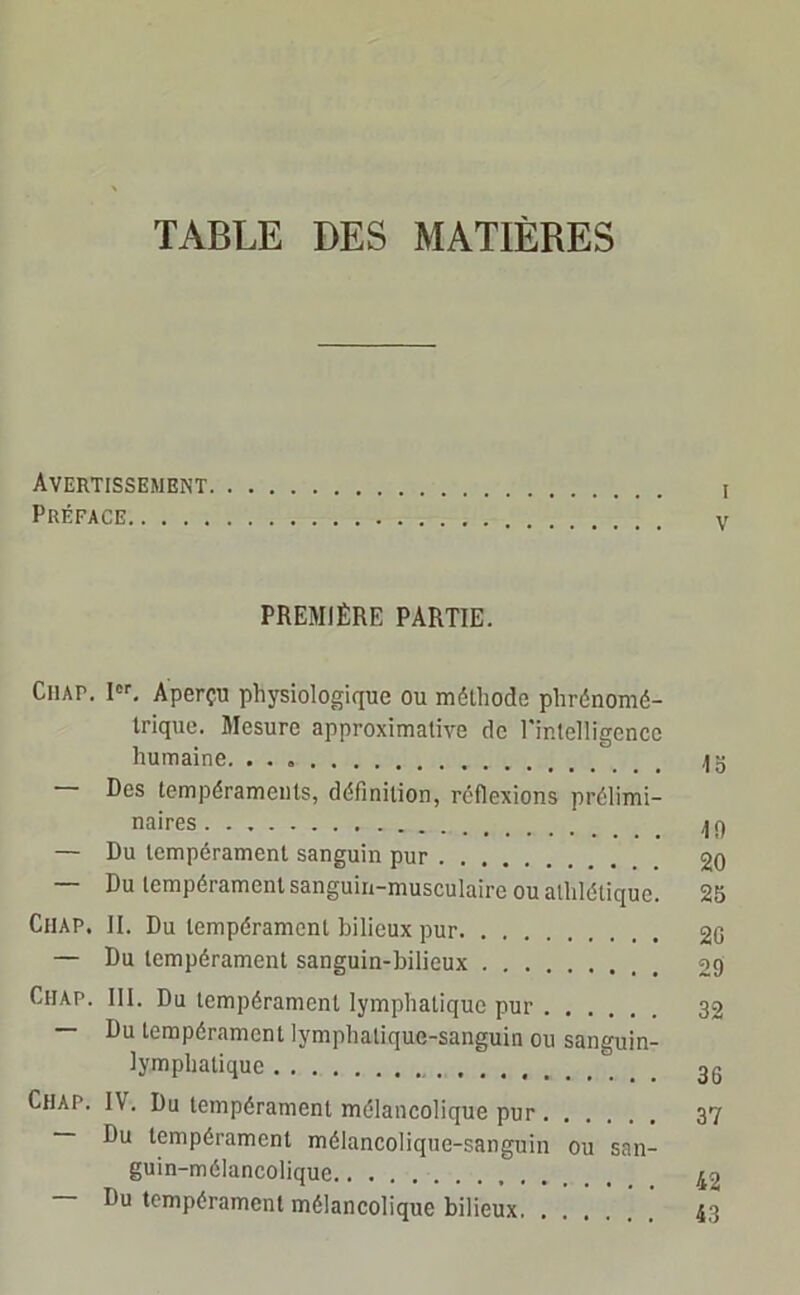 TABLE DES MATIÈRES
AVERTISSEMENT. . . . . . . . . . . . . . . . . . . . . I
PRÉFACE. . . . . . . . . . . . . . . . . . . . . . . . . V
PREMIÈRE PARTIE.
CHAP. Ier. Aperçu physiologique ou méthode phrénomé-
trique. Mesure approximative de l'intelligence
humaine. . . . . . . . . . . . . . . . . . . . . 15
— Des tempéraments, définition, réflexions prélimi-
naires . . . . . . . . . . . . . . . . . . . . . . 19
— Du tempérament sanguin pur . . . . . . . . . . . 20
— Du tempérament sanguin-musculaire ou athlétique. 25
CHAP. II. Du tempérament bilieux pur. . . . . . . . . . 26
— Du tempérament sanguin-bilieux . . . . . . . . . 29
CHAP. III. Du tempérament lymphatique pur . . . . . . 32
— Du tempérament lymphatique-sanguin ou sanguin-
lymphatique . . . . . . . . . . . . . . . . . . . 36
CHAP. IV. Du tempérament mélancolique pur . . . . . . 37
— Du tempérament mélancolique-sanguin ou san-
guin-mélancolique. . . . . . . . . . . . . . . . 42
— Du tempérament mélancolique bilieux. . . . . . . 43